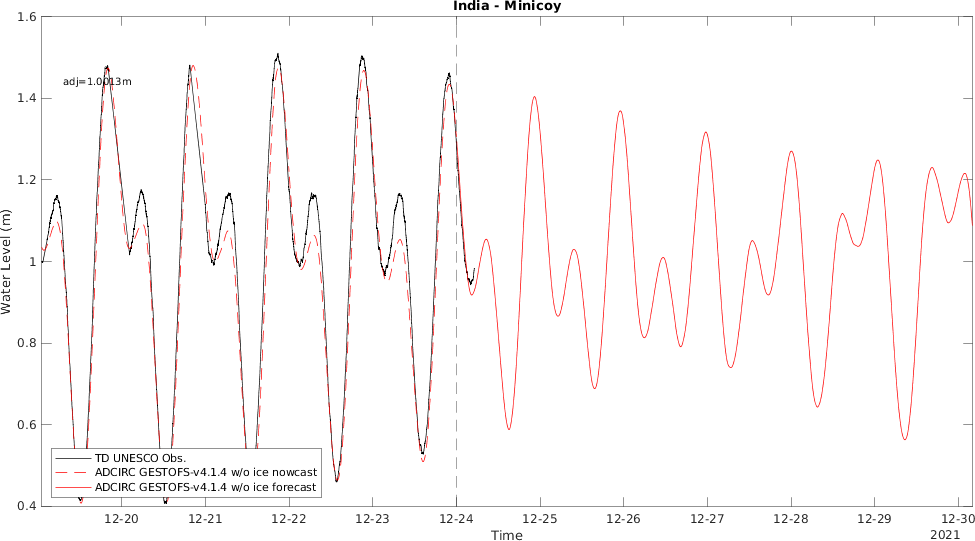 India - Minicoy
1.6
1.4
1.2
1
0.8
0.6
0.4
Water Level (m)
adj=1.0013m
TD UNESCO Obs.
ADCIRC GESTOFS-v4.1.4 w/o ice nowcast
ADCIRC GESTOFS-v4.1.4 w/o ice forecast
12-20 12-21 12-22 12-23 12-24 12-25 12-26 12-27 12-28 12-29 12-30
Time
2021